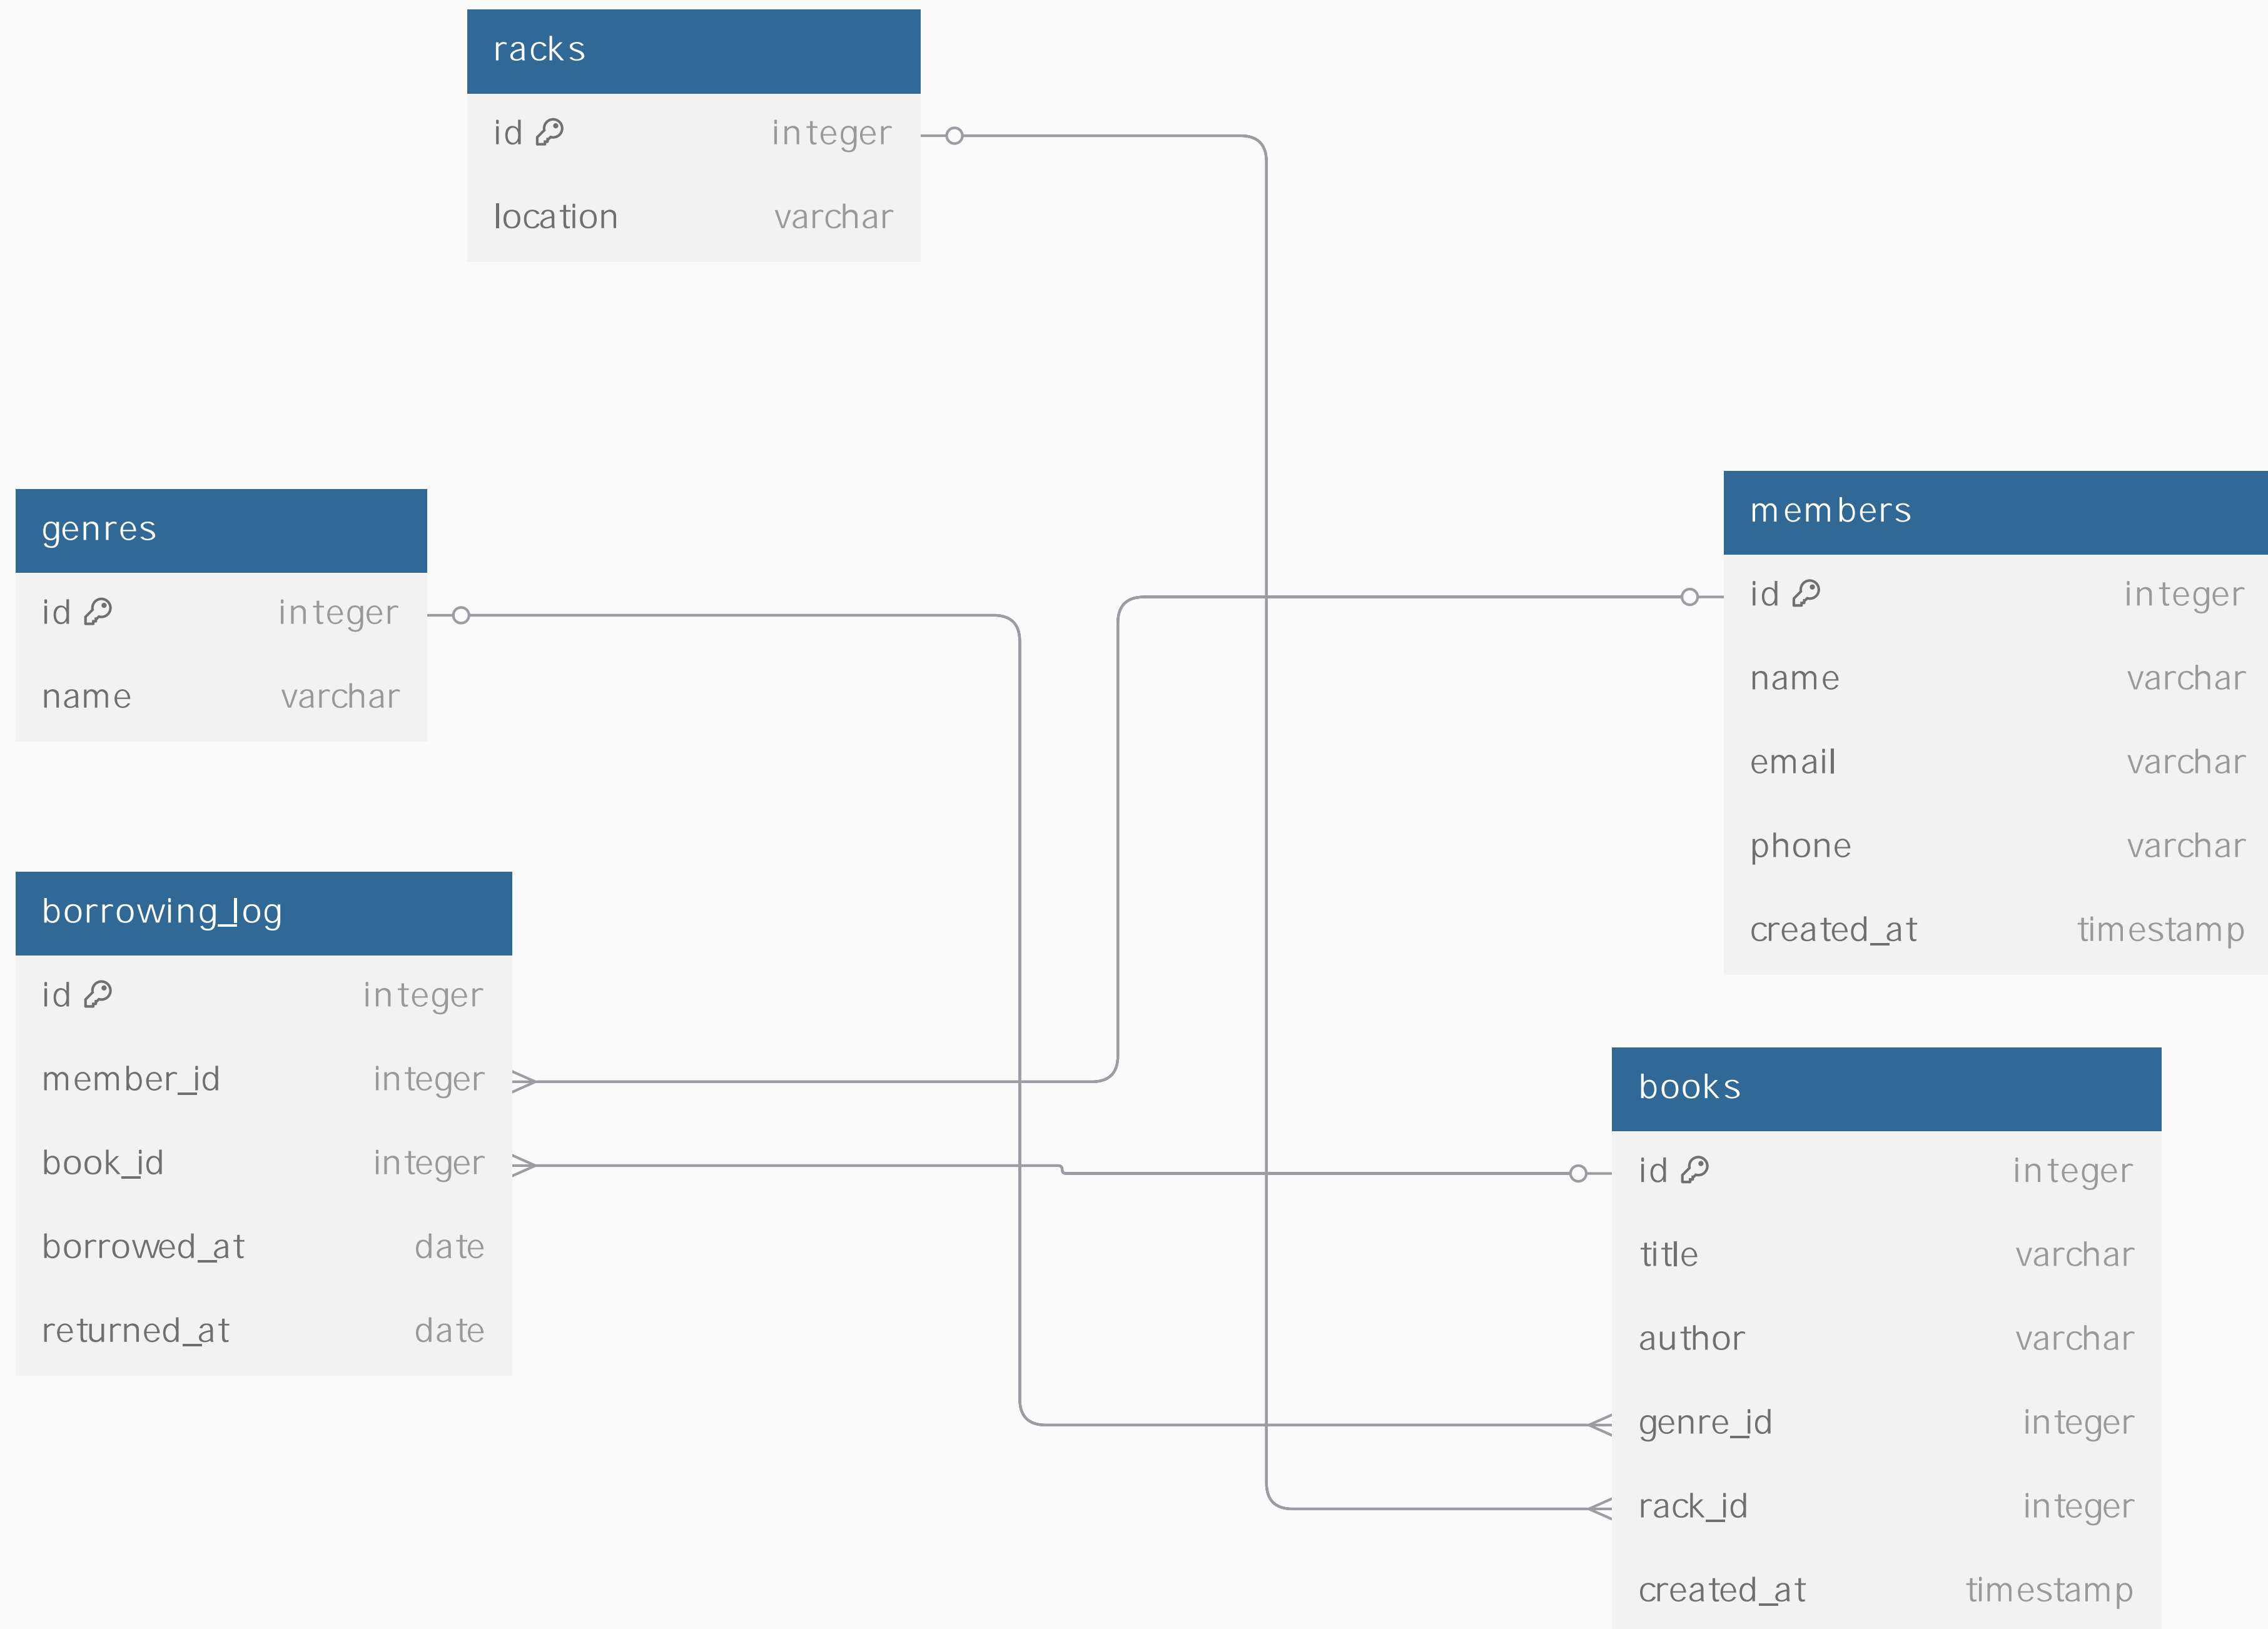 racks
id integer
location varchar
genres
id integer
name varchar
members
id integer
name varchar
email varchar
phone varchar
created_at timestamp
borrowing_log
id integer
member_id integer
book_id integer
borrowed_at date
returned_at date
books
id integer
title varchar
author varchar
genre_id integer
rack_id integer
created_at timestamp